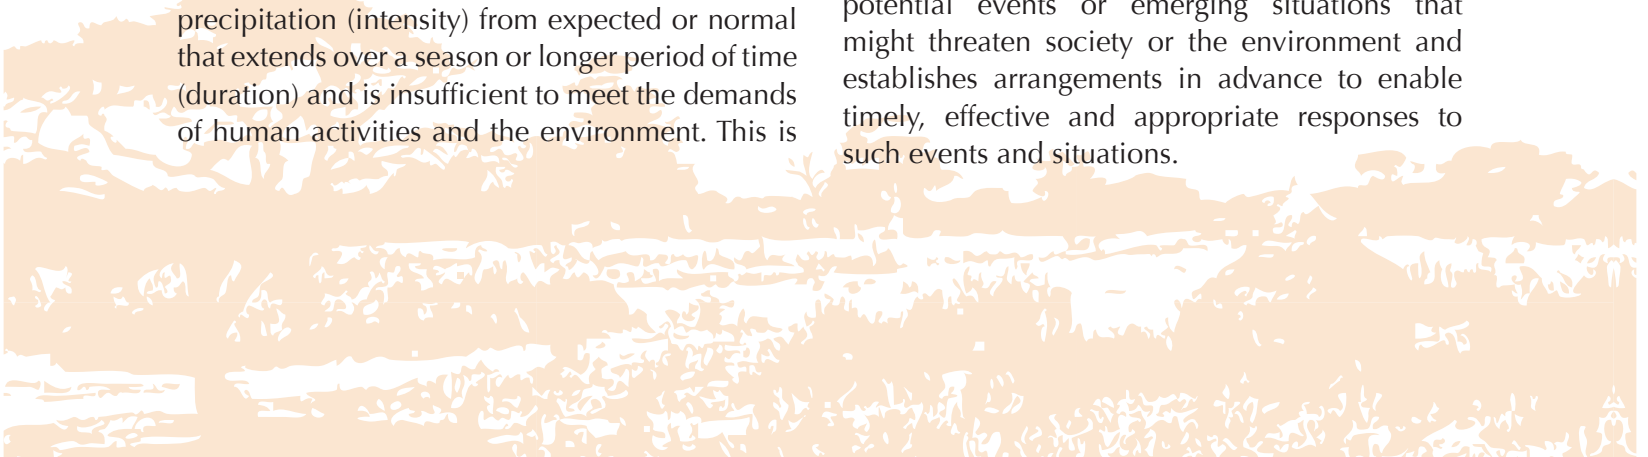 precipitation (intensity) from expected or normal
that extends over a season or longer period of time
(duration) and is insufficient to meet the demands
of human activities and the environment. This is
potential events or emerging situations that
might threaten society or the environment and
establishes arrangements in advance to enable
timely, effective and appropriate responses to
such events and situations.